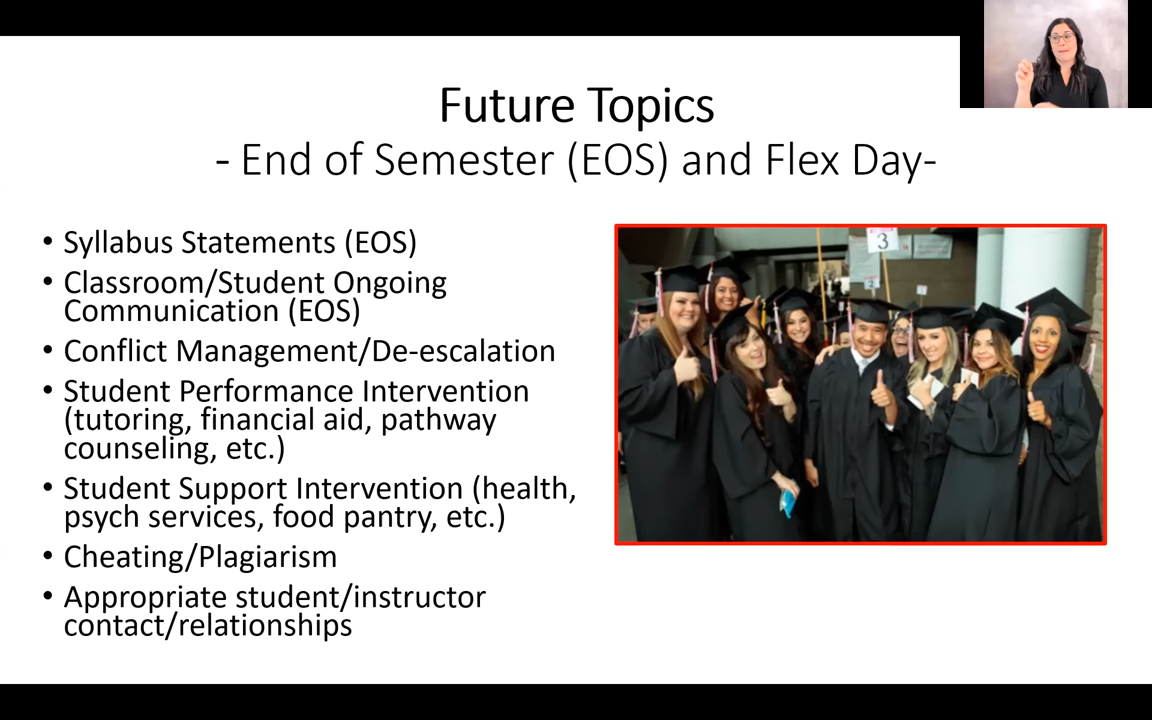 Future Topics
- End of Semester (EOS) and Flex Day-
• Syllabus Statements (EOS)
• Classroom/Student Ongoing
Communication (EOS)
• Conflict Management/De-escalation
• Student Performance Intervention
(tutoring, financial aid, pathway
counseling, etc.)
• Student Support Intervention (health,
psych services, food pantry, etc.)
• Cheating/Plagiarism
• Appropriate student/instructor
contact/relationships
3
2